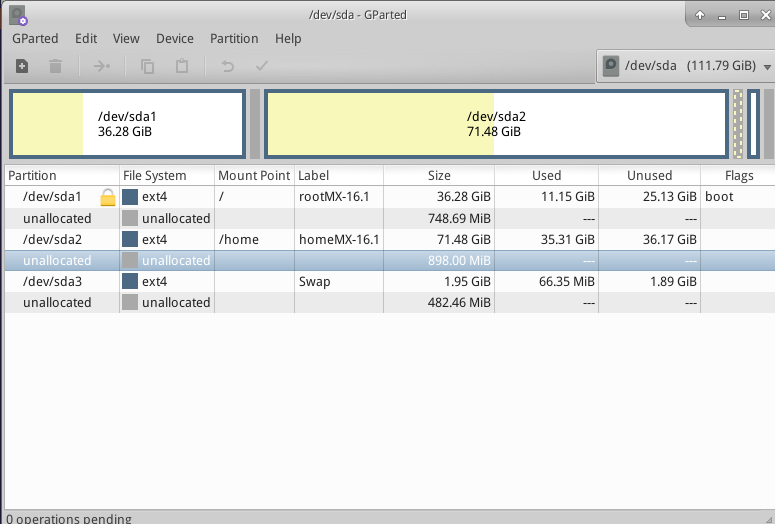 /dev/sda - GParted
GParted Edit View Device Partition Help
/dev/sda (111.79 GiB)
/dev/sda1 /dev/sda2
36.28 GiB 71.48 GiB
Partition File System Mount Point Label Size Used Unused Flags
/dev/sda1 ext4 / rootMX-16.1 36.28 GiB 11.15 GiB 25.13 GiB boot
unallocated unallocated 748.69 MiB --- ---
/dev/sda2 ext4 /home homeMX-16.1 71.48 GiB 35.31 GiB 36.17 GiB
unallocated unallocated 898.00 MiB --- ---
/dev/sda3 ext4 Swap 1.95 GiB 66.35 MiB 1.89 GiB
unallocated unallocated 482.46 MiB --- ---
0 operations pending